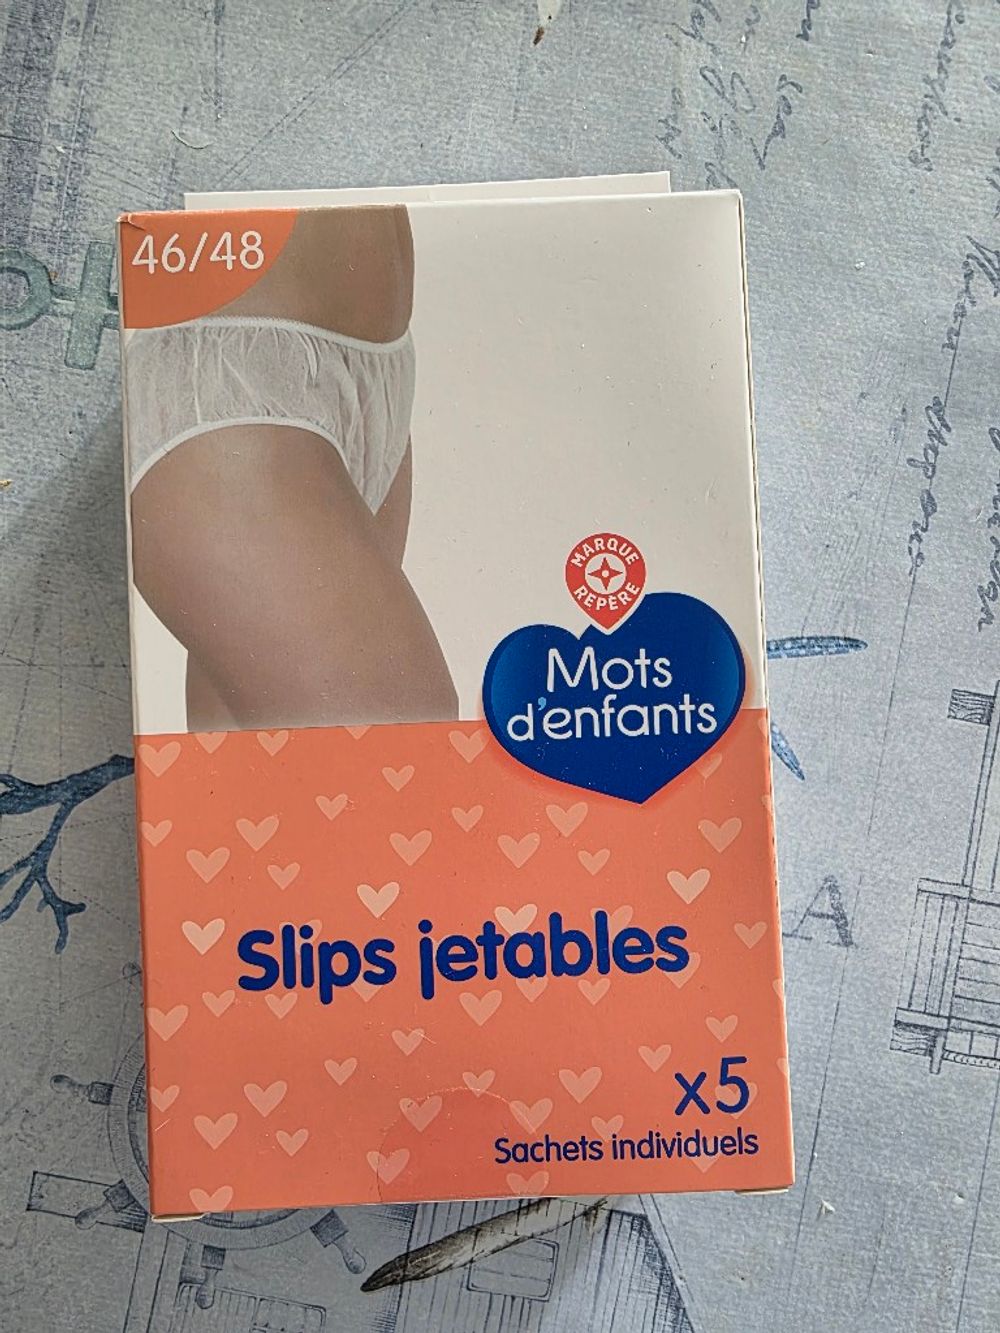 46/48
MARQUE
REPÈRE
Mots
d'enfants
Slips jetables
x5
Sachets individuels
A